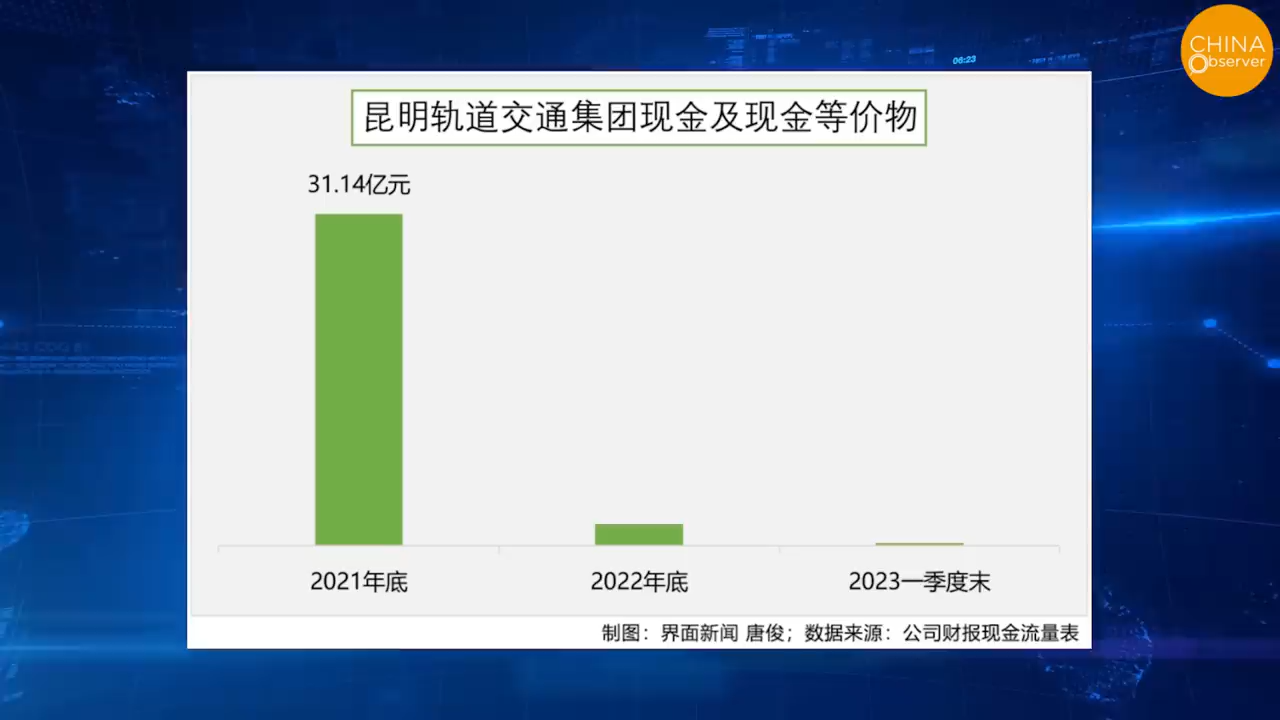 CHINA
Observer
06:23
昆明轨道交通集团现金及现金等价物
31.14亿元
2021年底
2022年底
2023一季度末
制图：界面新闻 唐俊；数据来源：公司财报现金流量表